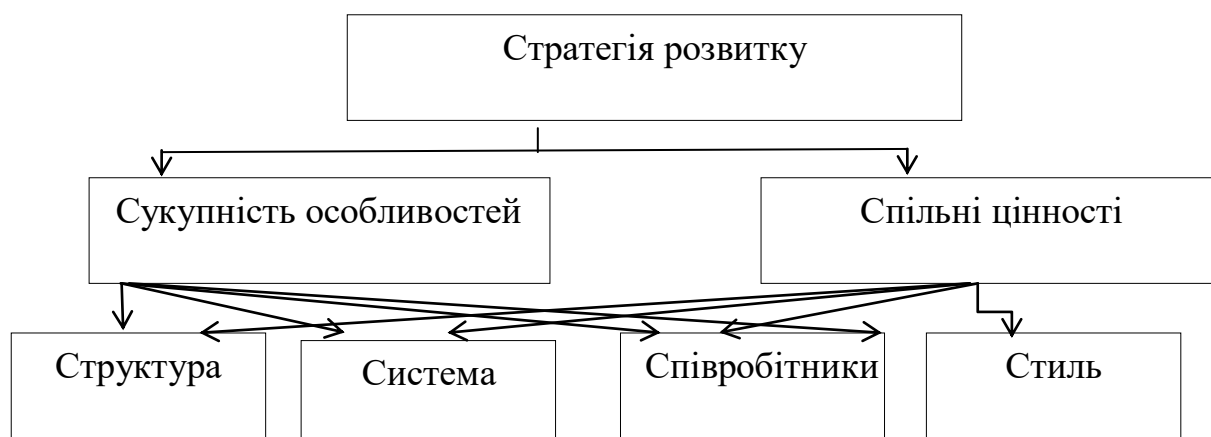 Стратегія розвитку
Сукупність особливостей
Спільні цінності
Структура
Система
Співробітники
Стиль